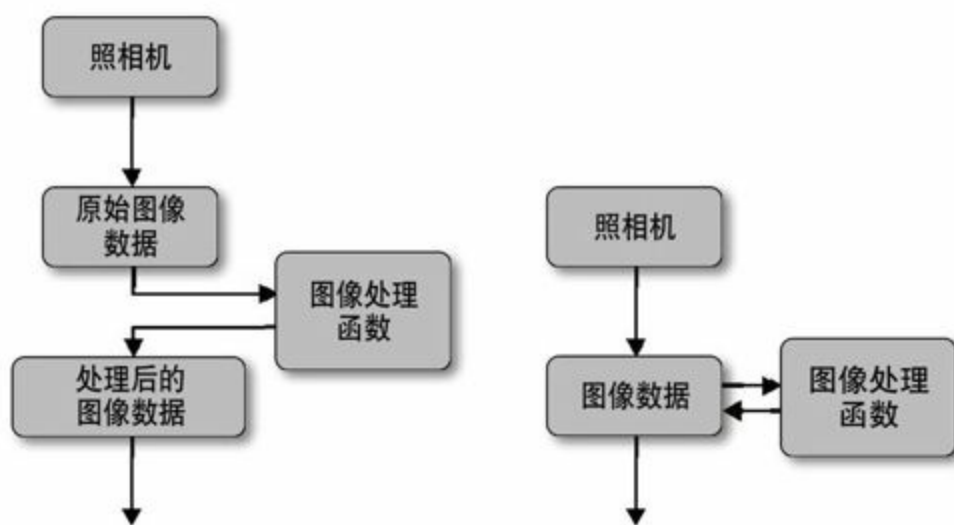 照相机
原始图像
数据
图像处理
函数
处理后的
图像数据
照相机
图像数据
图像处理
函数